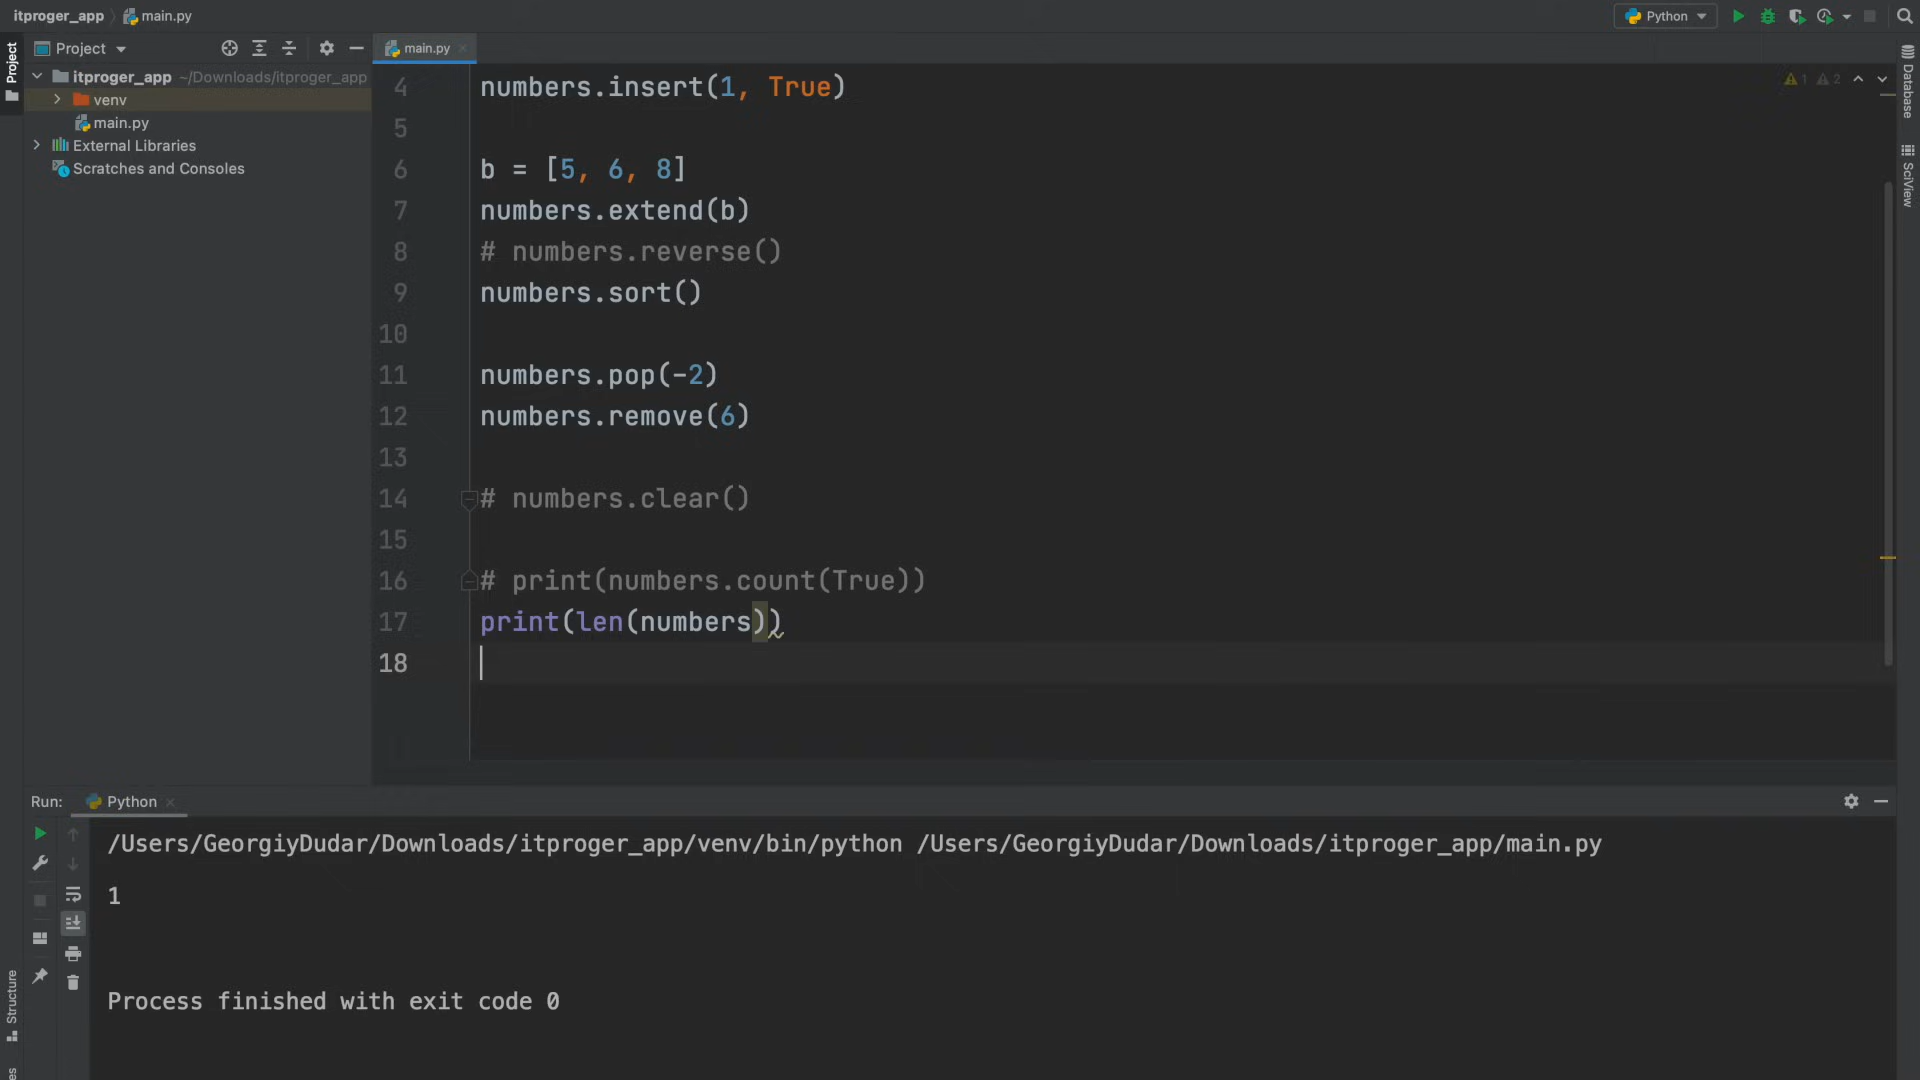 itproger_app main.py
Python
Project
main.py
Project
itproger_app ~/Downloads/itproger_app
venv
main.py
External Libraries
Scratches and Consoles
4 numbers.insert(1, True)
5
6 b = [5, 6, 8]
7 numbers.extend(b)
8 # numbers.reverse()
9 numbers.sort()
10
11 numbers.pop(-2)
12 numbers.remove(6)
13
14 # numbers.clear()
15
16 # print(numbers.count(True))
17 print(len(numbers))
18
1 2
Database
SciView
Run: Python
/Users/GeorgiyDudar/Downloads/itproger_app/venv/bin/python /Users/GeorgiyDudar/Downloads/itproger_app/main.py
1
Process finished with exit code 0
Structure